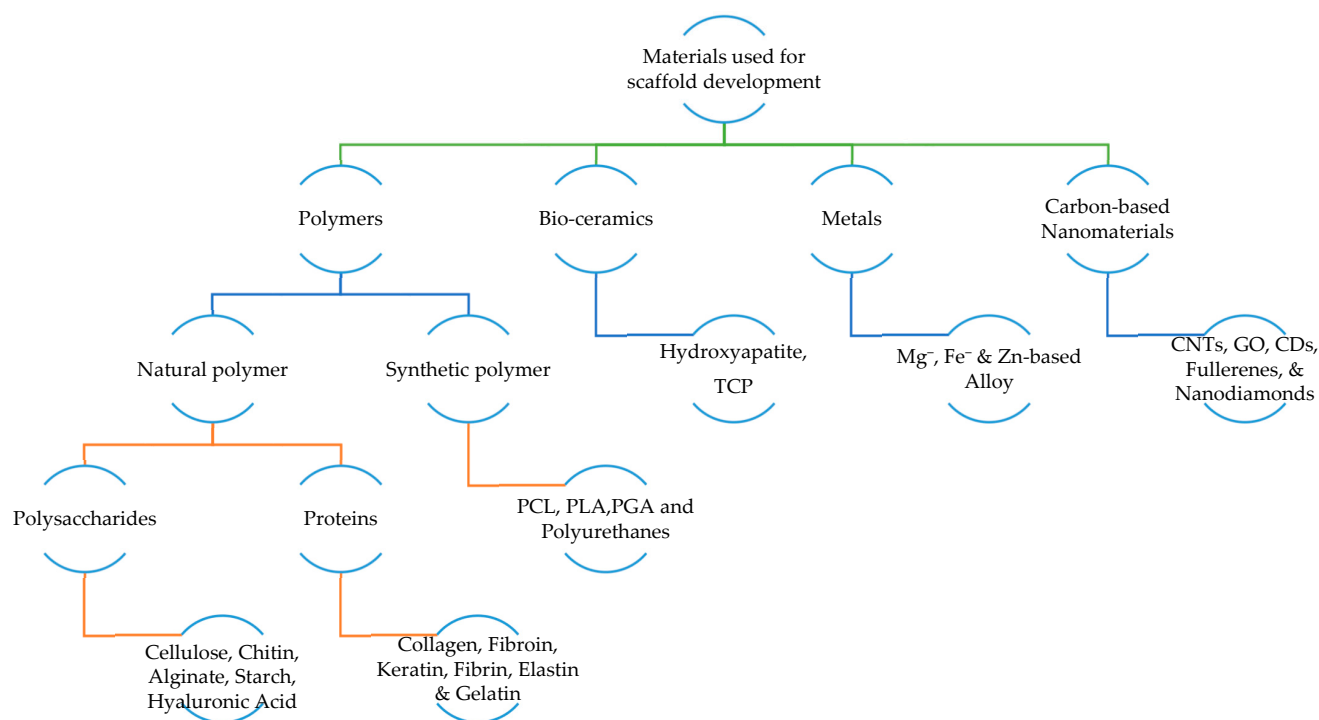 Materials used for
scaffold development
Polymers
Bio-ceramics
Metals
Carbon-based
Nanomaterials
Natural polymer
Synthetic polymer
Hydroxyapatite,
TCP
Mg⁻, Fe⁻ & Zn-based
Alloy
CNTs, GO, CDs,
Fullerenes, &
Nanodiamonds
Polysaccharides
Proteins
PCL, PLA,PGA and
Polyurethanes
Cellulose, Chitin,
Alginate, Starch,
Hyaluronic Acid
Collagen, Fibroin,
Keratin, Fibrin, Elastin
& Gelatin